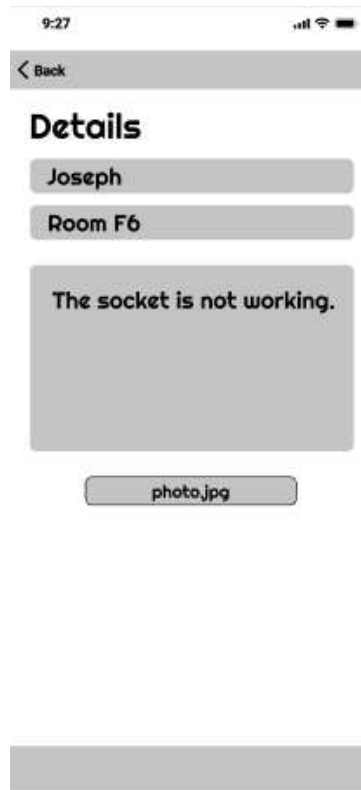 9:27
Back
Details
Joseph
Room F6
The socket is not working.
photo.jpg